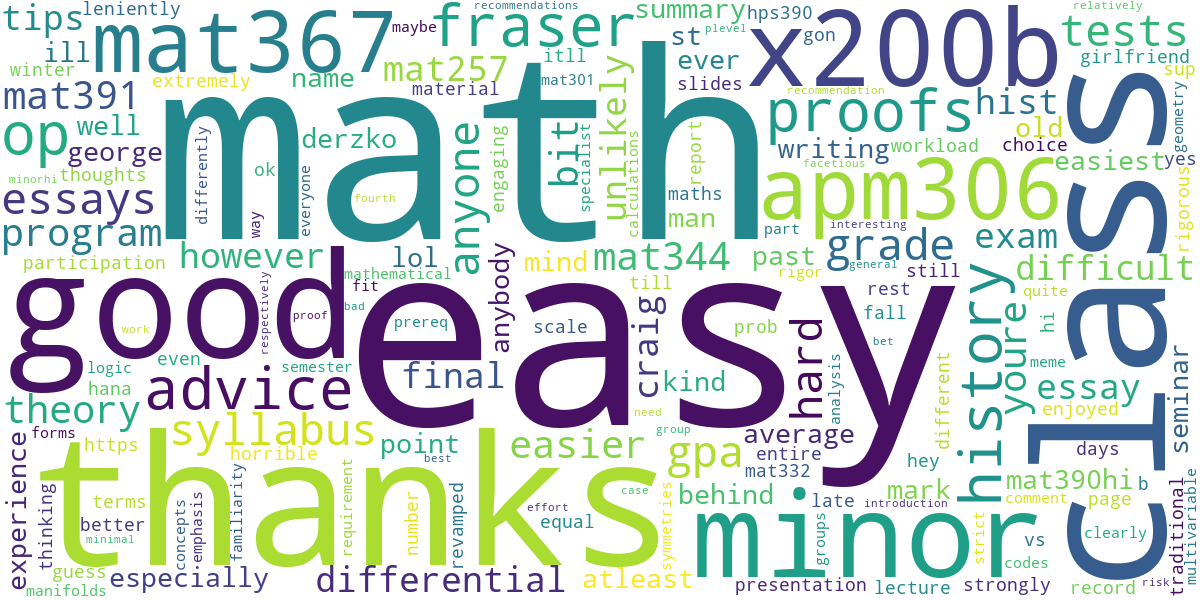 tips
leniently
maybe
recommendations
summary
hps390
relatively
mat367
fraser
plevel
gon
x200b
tests
ill
st
itll
girlfriend
winter
extremely
name
mat257
ever
mat301
slides
sup
mat391
material
unlikely
recommendation
hist
geometry
op
well
math
proofs
old
george
derzko
anyone
bit
writing
workload
choice
differently
engaging
specialist
calculations
report
facetious
easiest
yes
minorhi
thoughts
ok
everyone
maths
apm306
class
essays
fourth
man
rigorous
way
part
program
interesting
however
lol
mind
mat344
past
grade
exam
participation
mathematical
anybody
till
rigor
general
still
difficult
good
easy
fit
bad
rest
quite
work
respectively
proof
prereq
scale
craig
prob
fall
history
youre
hi
logic
even
semester
bet
meme
hana
advice
final
kind
hard
analysis
essay
theory
need
different
enjoyed
forms
https
syllabus
point
easier
group
average
seminar
experience
horrible
best
gpa
entire
hey
days
thinking
thanks
case
mat332
mat390hi
b
terms
concepts
emphasis
familiarity
requirement
number
revamped
effort
equal
symmetries
behind
late
mark
introduction
comment
page
traditional
multivariable
better
minimal
minor
groups
strict
vs
clearly
guess
codes
manifolds
especially
differential
atleast
presentation
lecture
strongly
record
risk